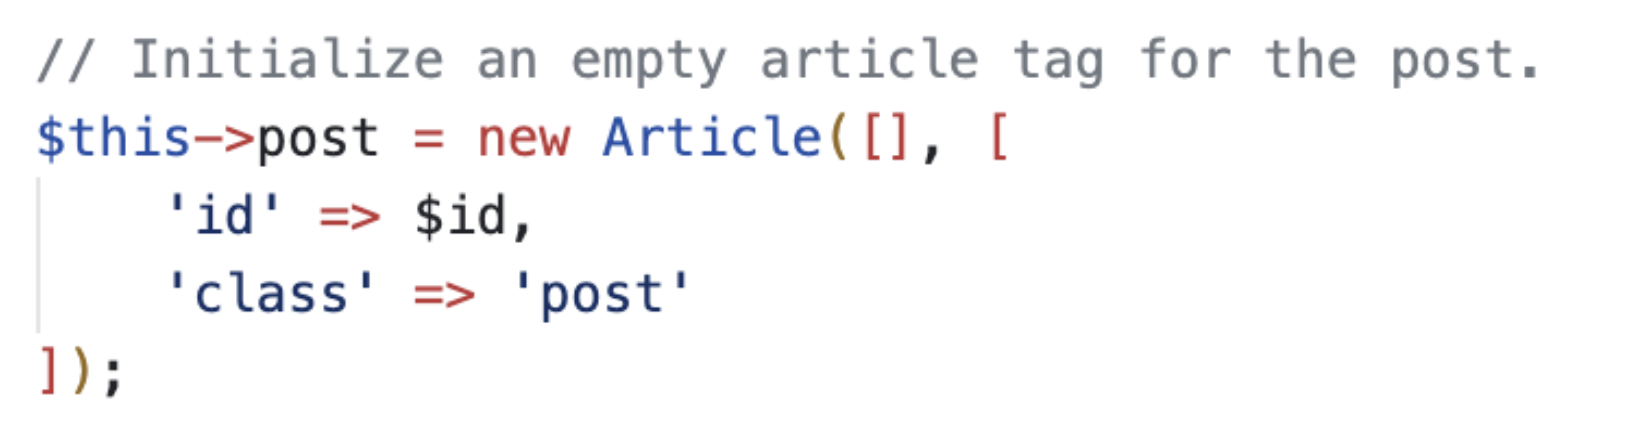 // Initialize an empty article tag for the post.
$this->post = new Article([], [
    'id' => $id,
    'class' => 'post'
]);